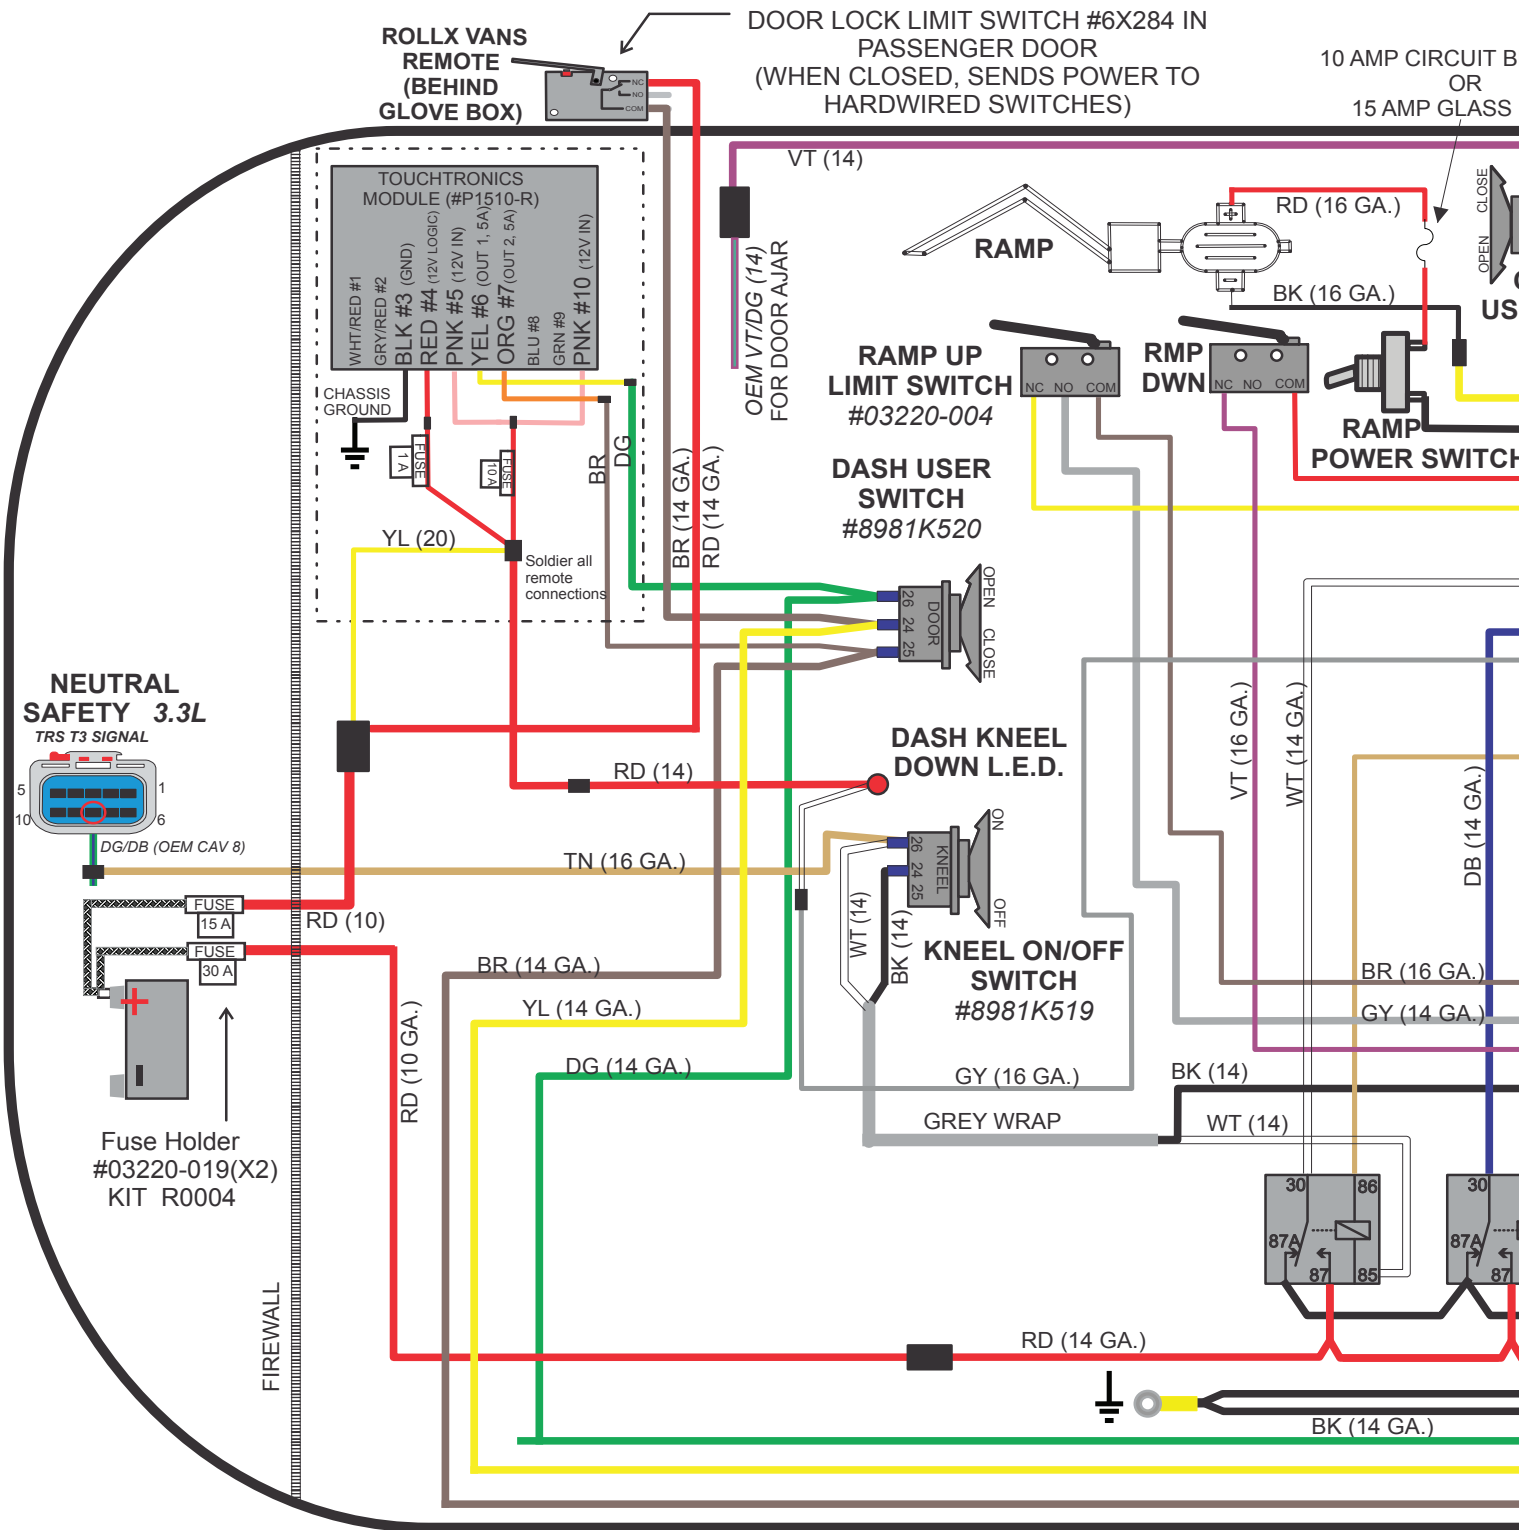 DOOR LOCK LIMIT SWITCH #6X284 IN
PASSENGER DOOR
(WHEN CLOSED, SENDS POWER TO
HARDWIRED SWITCHES)
ROLLX VANS
REMOTE
(BEHIND
GLOVE BOX)
NC
NO
COM
10 AMP CIRCUIT B
OR
15 AMP GLASS
VT (14)
TOUCHTRONICS
MODULE (#P1510-R)
WHT/RED #1
GRY/RED #2
BLK #3 (GND)
RED #4 (12V LOGIC)
PNK #5 (12V IN)
YEL #6 (OUT 1, 5A)
ORG #7 (OUT 2, 5A)
BLU #8
GRN #9
PNK #10 (12V IN)
CHASSIS
GROUND
FUSE
1 A
FUSE
10 A
BR
DG
BR (14 GA.)
RD (14 GA.)
OEM VT/DG (14)
FOR DOOR AJAR
RAMP
+
-
RD (16 GA.)
BK (16 GA.)
CLOSE
OPEN
US
RAMP UP
LIMIT SWITCH
#03220-004
NC NO COM
RMP
DWN
NC NO COM
RAMP
POWER SWITCH
DASH USER
SWITCH
#8981K520
YL (20)
Soldier all
remote
connections
OPEN
CLOSE
DOOR
26
24
25
NEUTRAL
SAFETY 3.3L
TRS T3 SIGNAL
5
1
10
6
DG/DB (OEM CAV 8)
DASH KNEEL
DOWN L.E.D.
RD (14)
VT (16 GA.)
WT (14 GA.)
DB (14 GA.)
TN (16 GA.)
ON
OFF
KNEEL
26
24
25
FUSE
15 A
RD (10)
FUSE
30 A
WT (14)
BK (14)
KNEEL ON/OFF
SWITCH
#8981K519
BR (14 GA.)
YL (14 GA.)
DG (14 GA.)
BR (16 GA.)
GY (14 GA.)
GY (16 GA.)
BK (14)
+
-
RD (10 GA.)
GREY WRAP
WT (14)
Fuse Holder
#03220-019(X2)
KIT R0004
30
86
87A
87
85
30
87A
87
FIREWALL
RD (14 GA.)
BK (14 GA.)